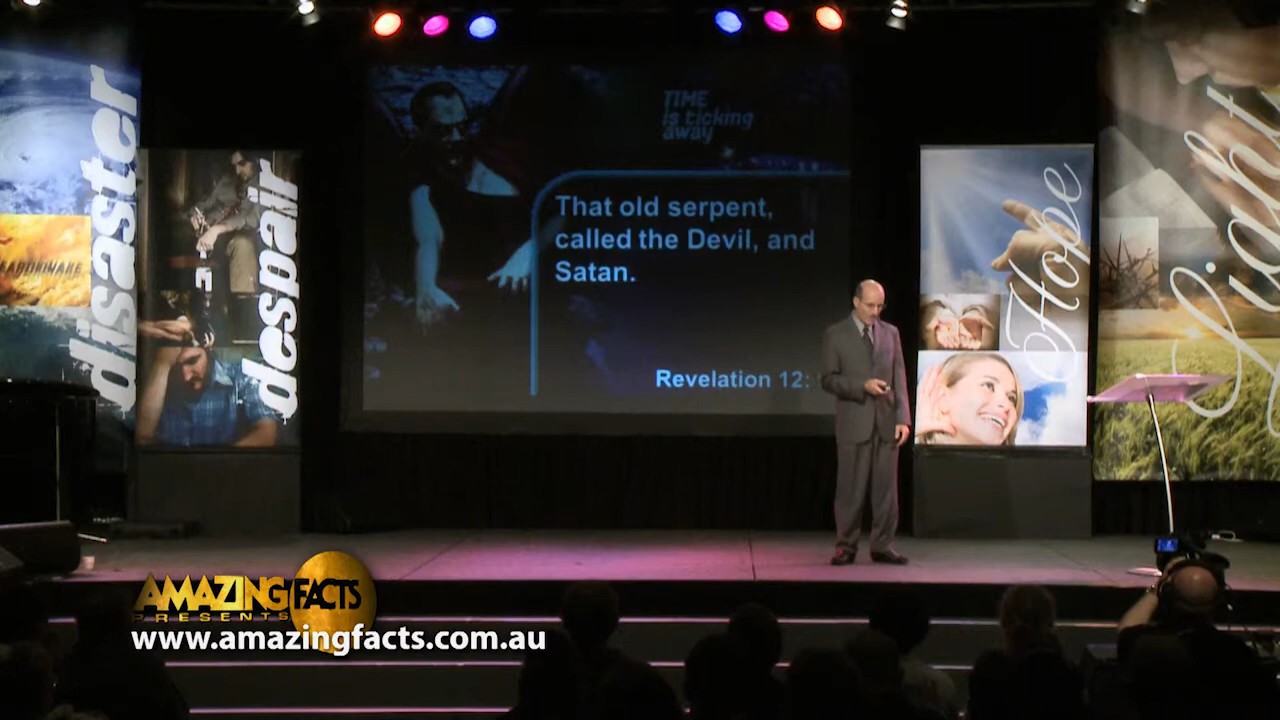 disaster
despair
TIME
is ticking
away
That old serpent,
called the Devil, and
Satan.
Revelation 12:
Hope
Light
AMAZING FACTS
PRESENTS
www.amazingfacts.com.au